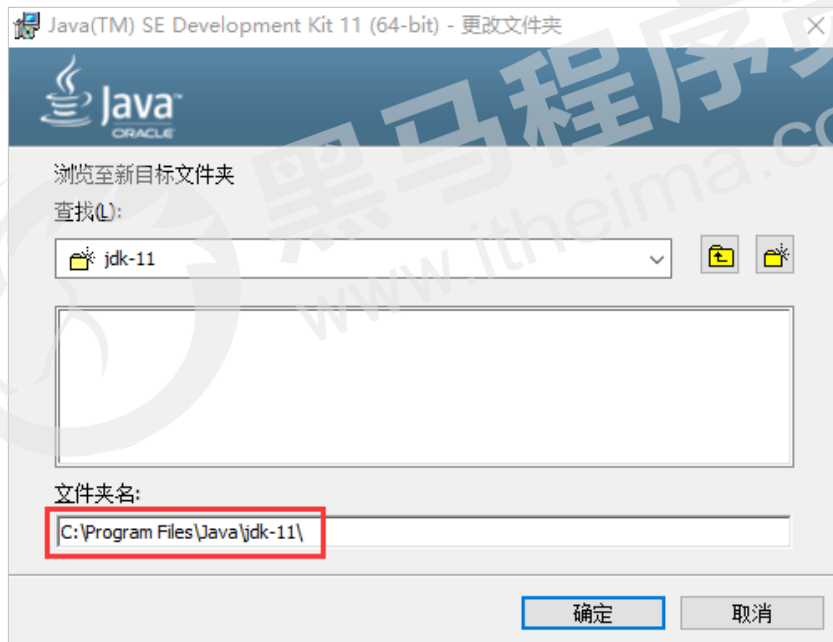 Java(TM) SE Development Kit 11 (64-bit) - 更改文件夹
Java™
ORACLE
浏览至新目标文件夹
查找(L):
jdk-11
文件夹名:
C:\Program Files\Java\jdk-11\
确定
取消
黑马程序员
www.itheima.co